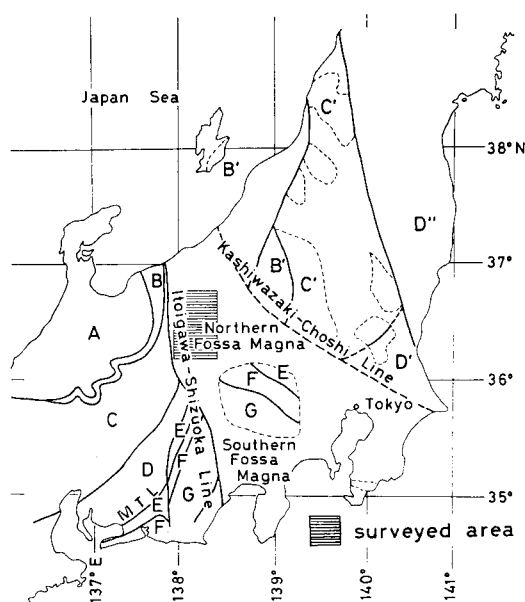 Japan Sea
C'
38°N
B'
D"
37°
B
B'
C'
A
Kashiwazaki-Choshi Line
Itoigawa-Shizuoka Line
Northern
Fossa Magna
D'
36°
C
F
E
G
Tokyo
E
D
F
Southern
Fossa
Magna
G
MTL
E
F
35°
surveyed area
137°E
138°
139°
140°
141°